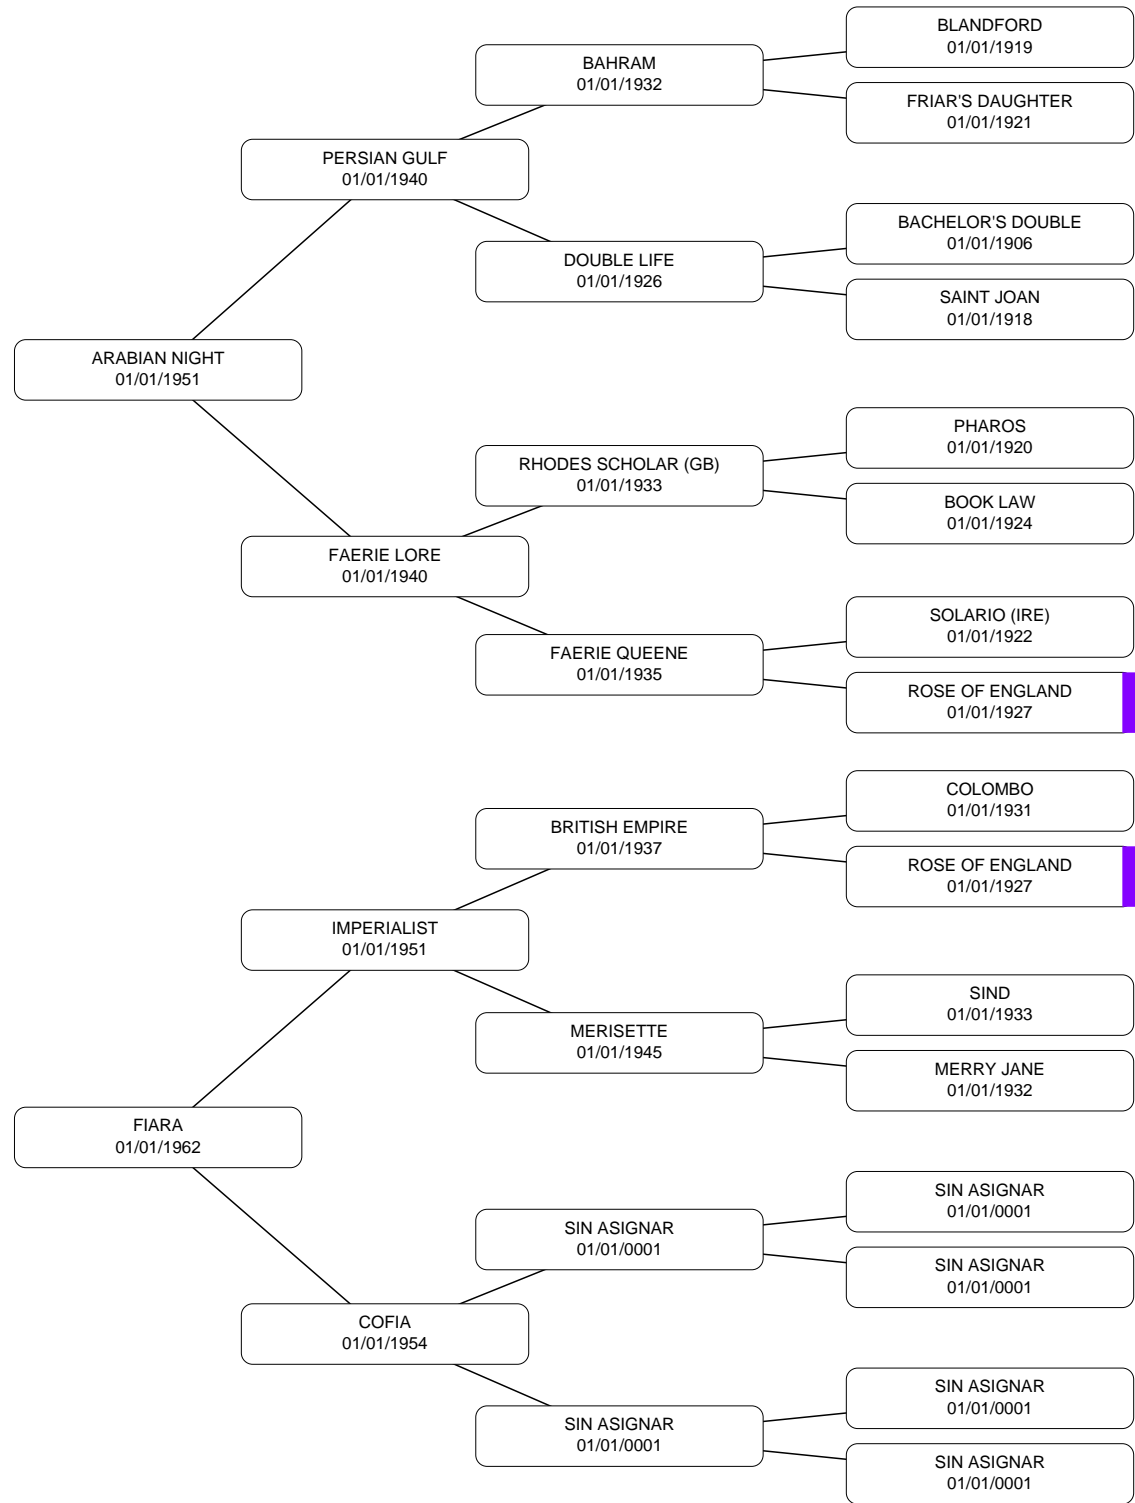 BLANDFORD
01/01/1919
BAHRAM
01/01/1932
FRIAR'S DAUGHTER
01/01/1921
PERSIAN GULF
01/01/1940
BACHELOR'S DOUBLE
01/01/1906
DOUBLE LIFE
01/01/1926
SAINT JOAN
01/01/1918
ARABIAN NIGHT
01/01/1951
PHAROS
01/01/1920
RHODES SCHOLAR (GB)
01/01/1933
BOOK LAW
01/01/1924
FAERIE LORE
01/01/1940
SOLARIO (IRE)
01/01/1922
FAERIE QUEENE
01/01/1935
ROSE OF ENGLAND
01/01/1927
COLOMBO
01/01/1931
BRITISH EMPIRE
01/01/1937
ROSE OF ENGLAND
01/01/1927
IMPERIALIST
01/01/1951
SIND
01/01/1933
MERISETTE
01/01/1945
MERRY JANE
01/01/1932
FIARA
01/01/1962
SIN ASIGNAR
01/01/0001
SIN ASIGNAR
01/01/0001
SIN ASIGNAR
01/01/0001
COFIA
01/01/1954
SIN ASIGNAR
01/01/0001
SIN ASIGNAR
01/01/0001
SIN ASIGNAR
01/01/0001